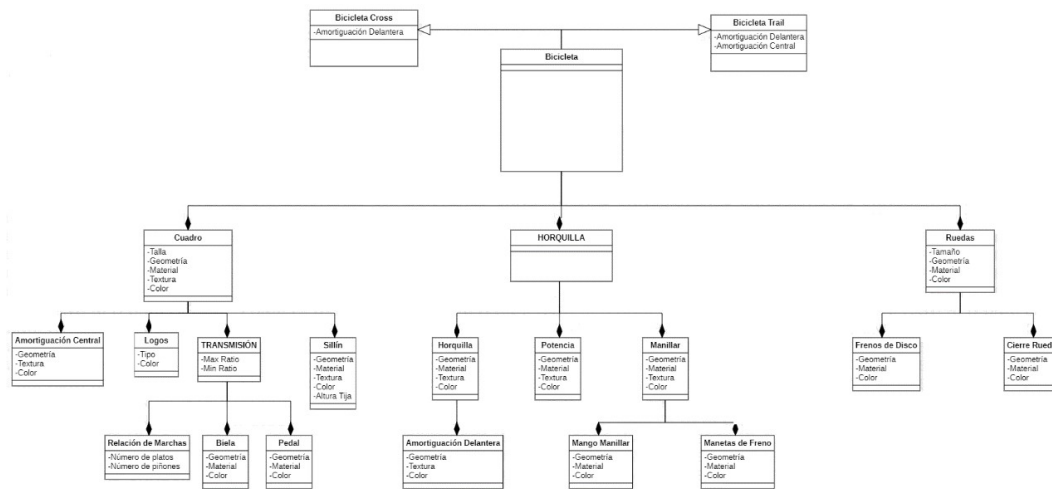 Bicicleta Cross
-Amortiguación Delantera
Bicicleta Trail
-Amortiguación Delantera
-Amortiguación Central
Bicicleta
Cuadro
-Talla
-Geometría
-Material
-Textura
-Color
HORQUILLA
Ruedas
-Tamaño
-Geometría
-Material
-Color
Amortiguación Central
-Geometría
-Textura
-Color
Logos
-Tipo
-Color
TRANSMISIÓN
-Max Ratio
-Min Ratio
Sillín
-Geometría
-Material
-Textura
-Color
-Altura Tija
Horquilla
-Geometría
-Material
-Textura
-Color
Potencia
-Geometría
-Material
-Textura
-Color
Manillar
-Geometría
-Material
-Textura
-Color
Frenos de Disco
-Geometría
-Material
-Color
Cierre Rueda
-Geometría
-Material
-Color
Relación de Marchas
-Número de platos
-Número de piñones
Biela
-Geometría
-Material
-Color
Pedal
-Geometría
-Material
-Color
Amortiguación Delantera
-Geometría
-Textura
-Color
Mango Manillar
-Geometría
-Material
-Color
Manetas de Freno
-Geometría
-Material
-Color